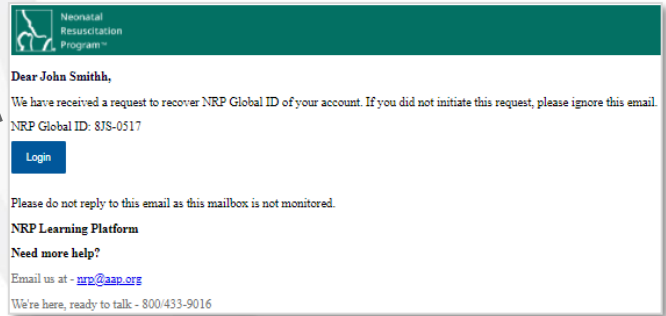 Neonatal
Resuscitation
Program™
Dear John Smithh,
We have received a request to recover NRP Global ID of your account. If you did not initiate this request, please ignore this email.
NRP Global ID: 8JS-0517
Login
Please do not reply to this email as this mailbox is not monitored.
NRP Learning Platform
Need more help?
Email us at - nrp@aap.org
We're here, ready to talk - 800/433-9016